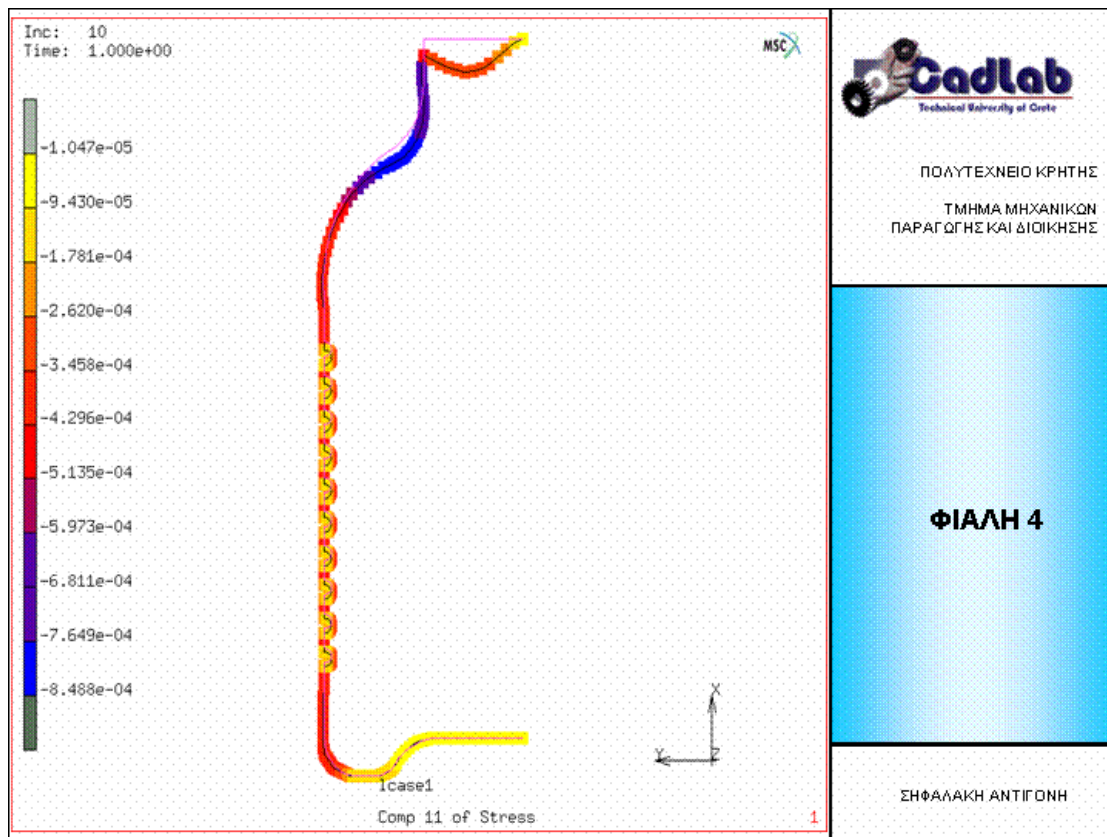 Inc: 10
Time: 1.000e+00
MSC
-1.047e-05
-9.430e-05
-1.781e-04
-2.620e-04
-3.458e-04
-4.296e-04
-5.135e-04
-5.973e-04
-6.811e-04
-7.649e-04
-8.488e-04
X
Y
Z
lcase1
Comp 11 of Stress
1
CadLab
Technical University of Crete
ΠΟΛΥΤΕΧΝΕΙΟ ΚΡΗΤΗΣ
ΤΜΗΜΑ ΜΗΧΑΝΙΚΩΝ
ΠΑΡΑΓΩΓΗΣ ΚΑΙ ΔΙΟΙΚΗΣΗΣ
ΦΙΑΛΗ 4
ΣΗΦΑΛΑΚΗ ΑΝΤΙΓΟΝΗ